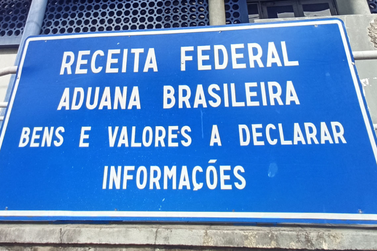 RECEITA FEDERAL
ADUANA BRASILEIRA
BENS E VALORES A DECLARAR
INFORMAÇÕES